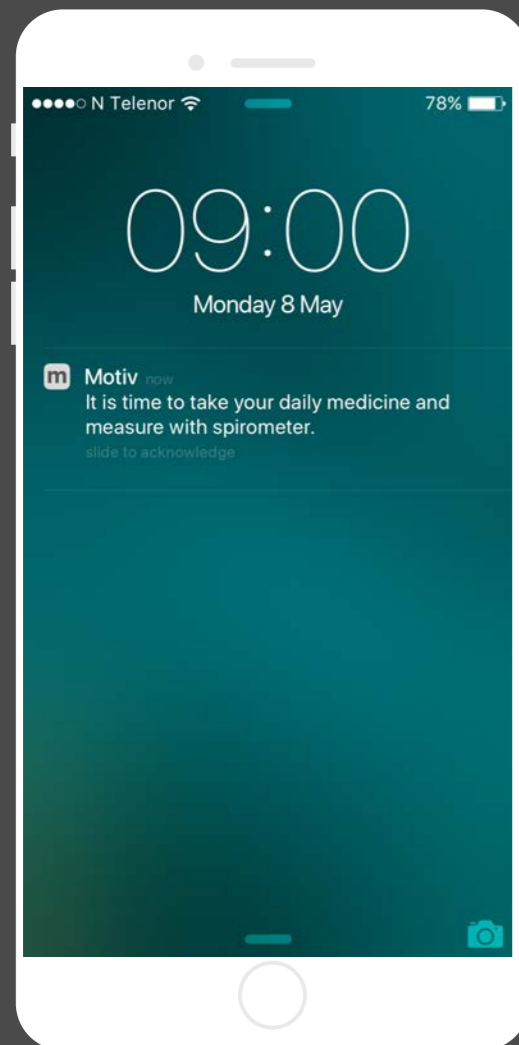 N Telenor 78%
09:00
Monday 8 May
m Motiv now
It is time to take your daily medicine and
measure with spirometer.
slide to acknowledge